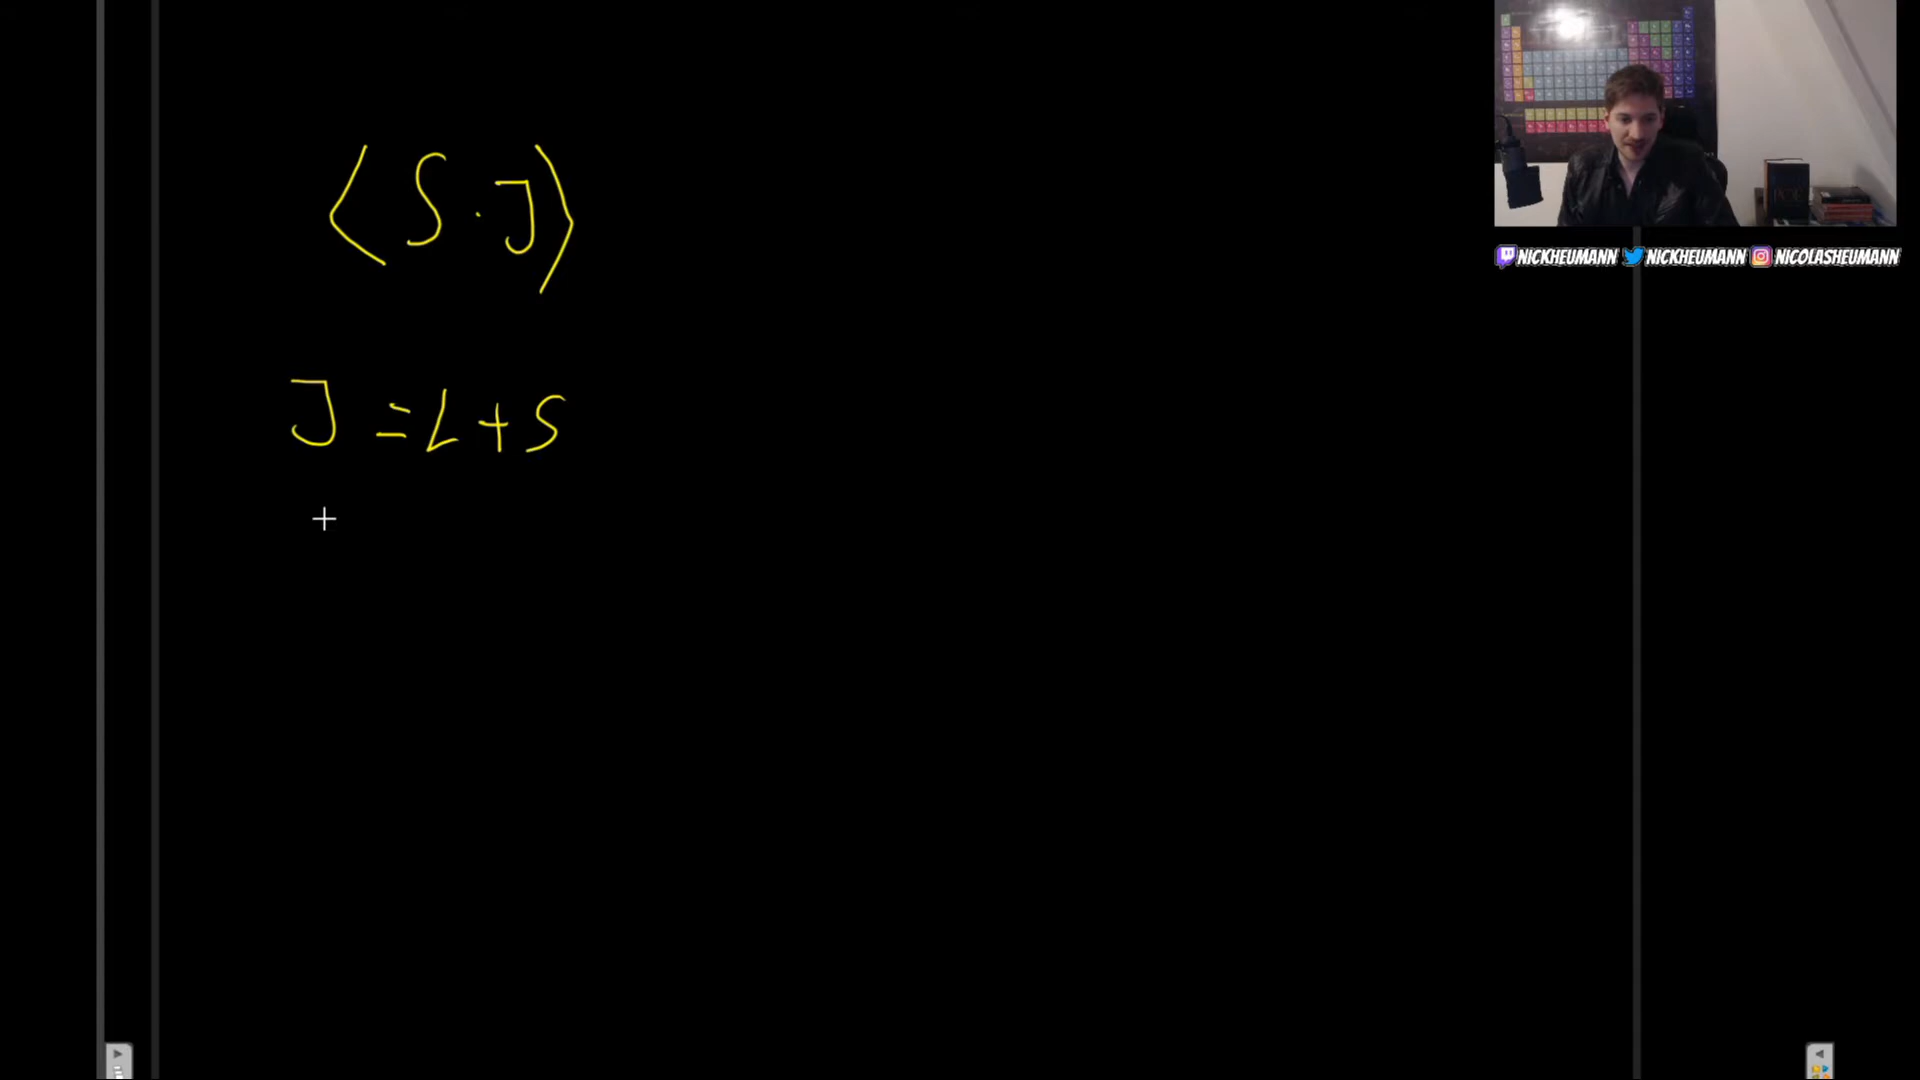 ⟨S·J⟩
J = L + S
NICKHEUMANN NICKHEUMANN NICOLASHEUMANN